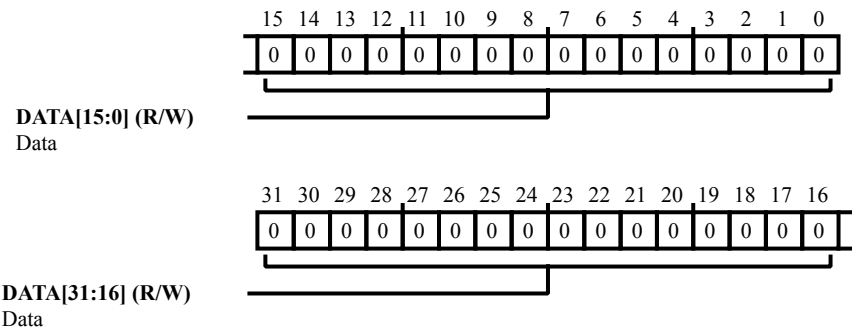 15 14 13 12 11 10 9 8 7 6 5 4 3 2 1 0
0 0 0 0 0 0 0 0 0 0 0 0 0 0 0 0
DATA[15:0] (R/W)
Data
31 30 29 28 27 26 25 24 23 22 21 20 19 18 17 16
0 0 0 0 0 0 0 0 0 0 0 0 0 0 0 0
DATA[31:16] (R/W)
Data